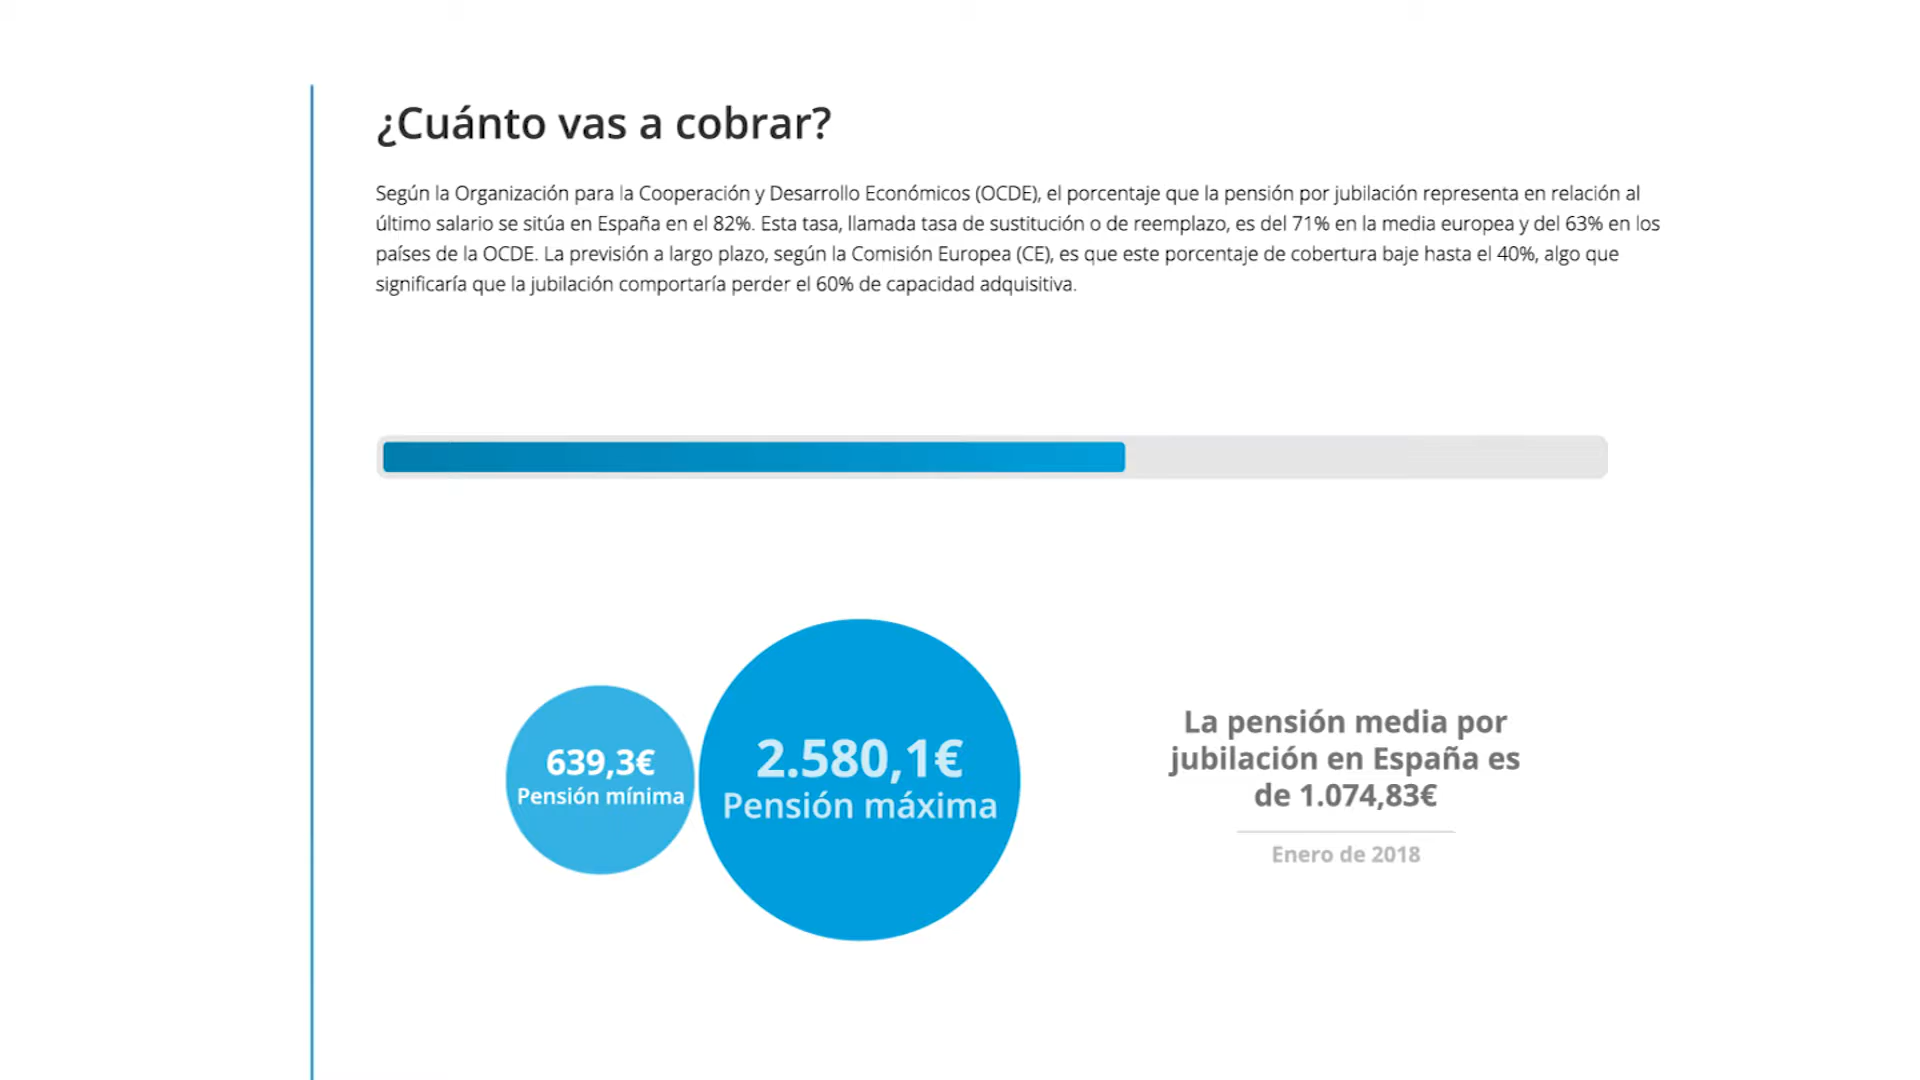 ¿Cuánto vas a cobrar?
Según la Organización para la Cooperación y Desarrollo Económicos (OCDE), el porcentaje que la pensión por jubilación representa en relación al
último salario se sitúa en España en el 82%. Esta tasa, llamada tasa de sustitución o de reemplazo, es del 71% en la media europea y del 63% en los
países de la OCDE. La previsión a largo plazo, según la Comisión Europea (CE), es que este porcentaje de cobertura baje hasta el 40%, algo que
significaría que la jubilación comportaría perder el 60% de capacidad adquisitiva.
639,3€
Pensión mínima
2.580,1€
Pensión máxima
La pensión media por
jubilación en España es
de 1.074,83€
Enero de 2018